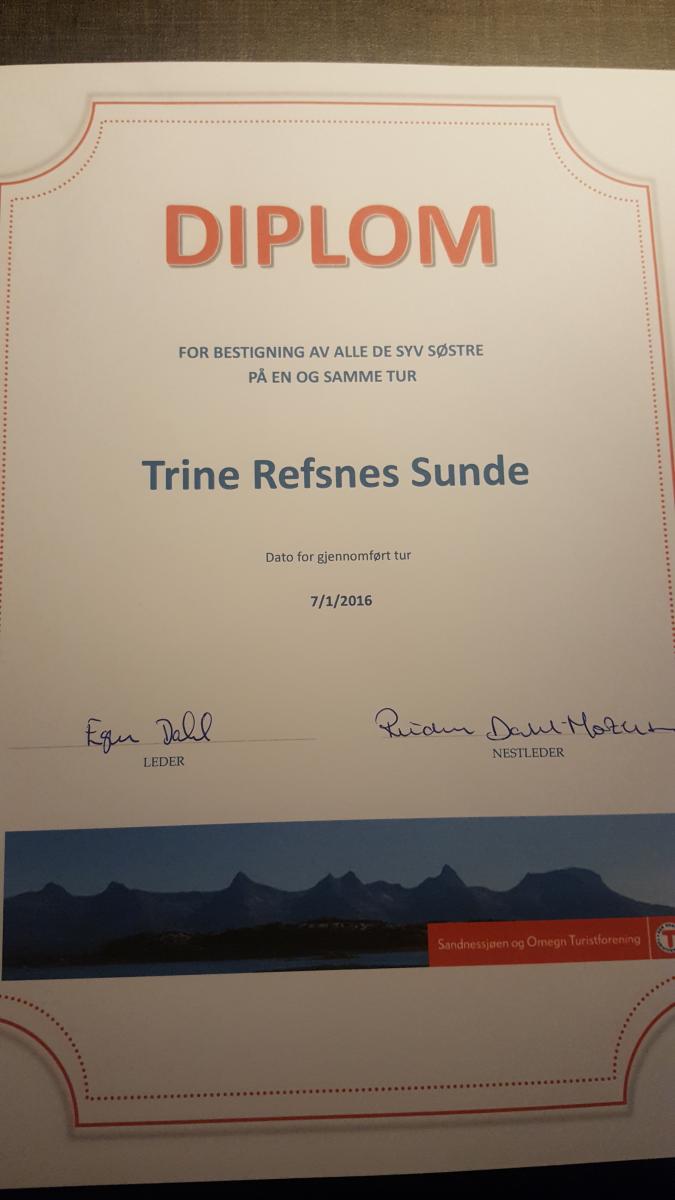 DIPLOM
FOR BESTIGNING AV ALLE DE SYV SØSTRE
PÅ EN OG SAMME TUR
Trine Refsnes Sunde
Dato for gjennomført tur
7/1/2016
Dahl
Dahl-
LEDER
NESTLEDER
Sandnessjøen og Omegn Turistforening